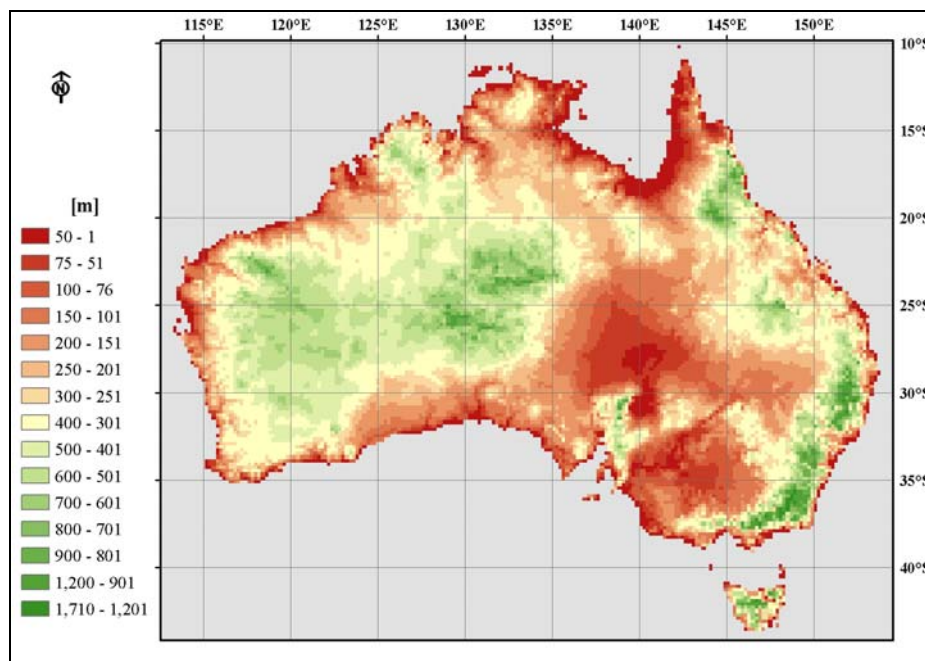 115°E 120°E 125°E 130°E 135°E 140°E 145°E 150°E
10°S
N
15°S
[m]
50 - 1
20°S
75 - 51
100 - 76
150 - 101
25°S
200 - 151
250 - 201
300 - 251
30°S
400 - 301
500 - 401
600 - 501
35°S
700 - 601
800 - 701
900 - 801
40°S
1,200 - 901
1,710 - 1,201